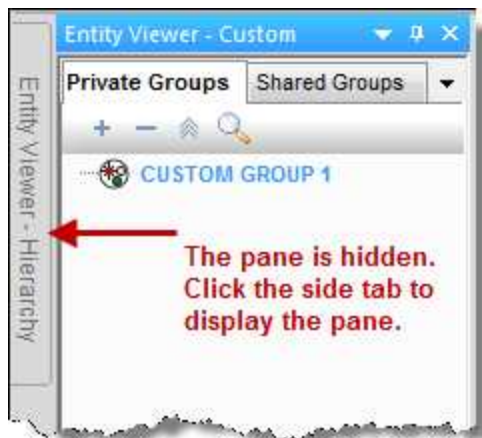 Entity Viewer - Custom
Entity Viewer - Hierarchy
Private Groups
Shared Groups
CUSTOM GROUP 1
The pane is hidden.
Click the side tab to
display the pane.